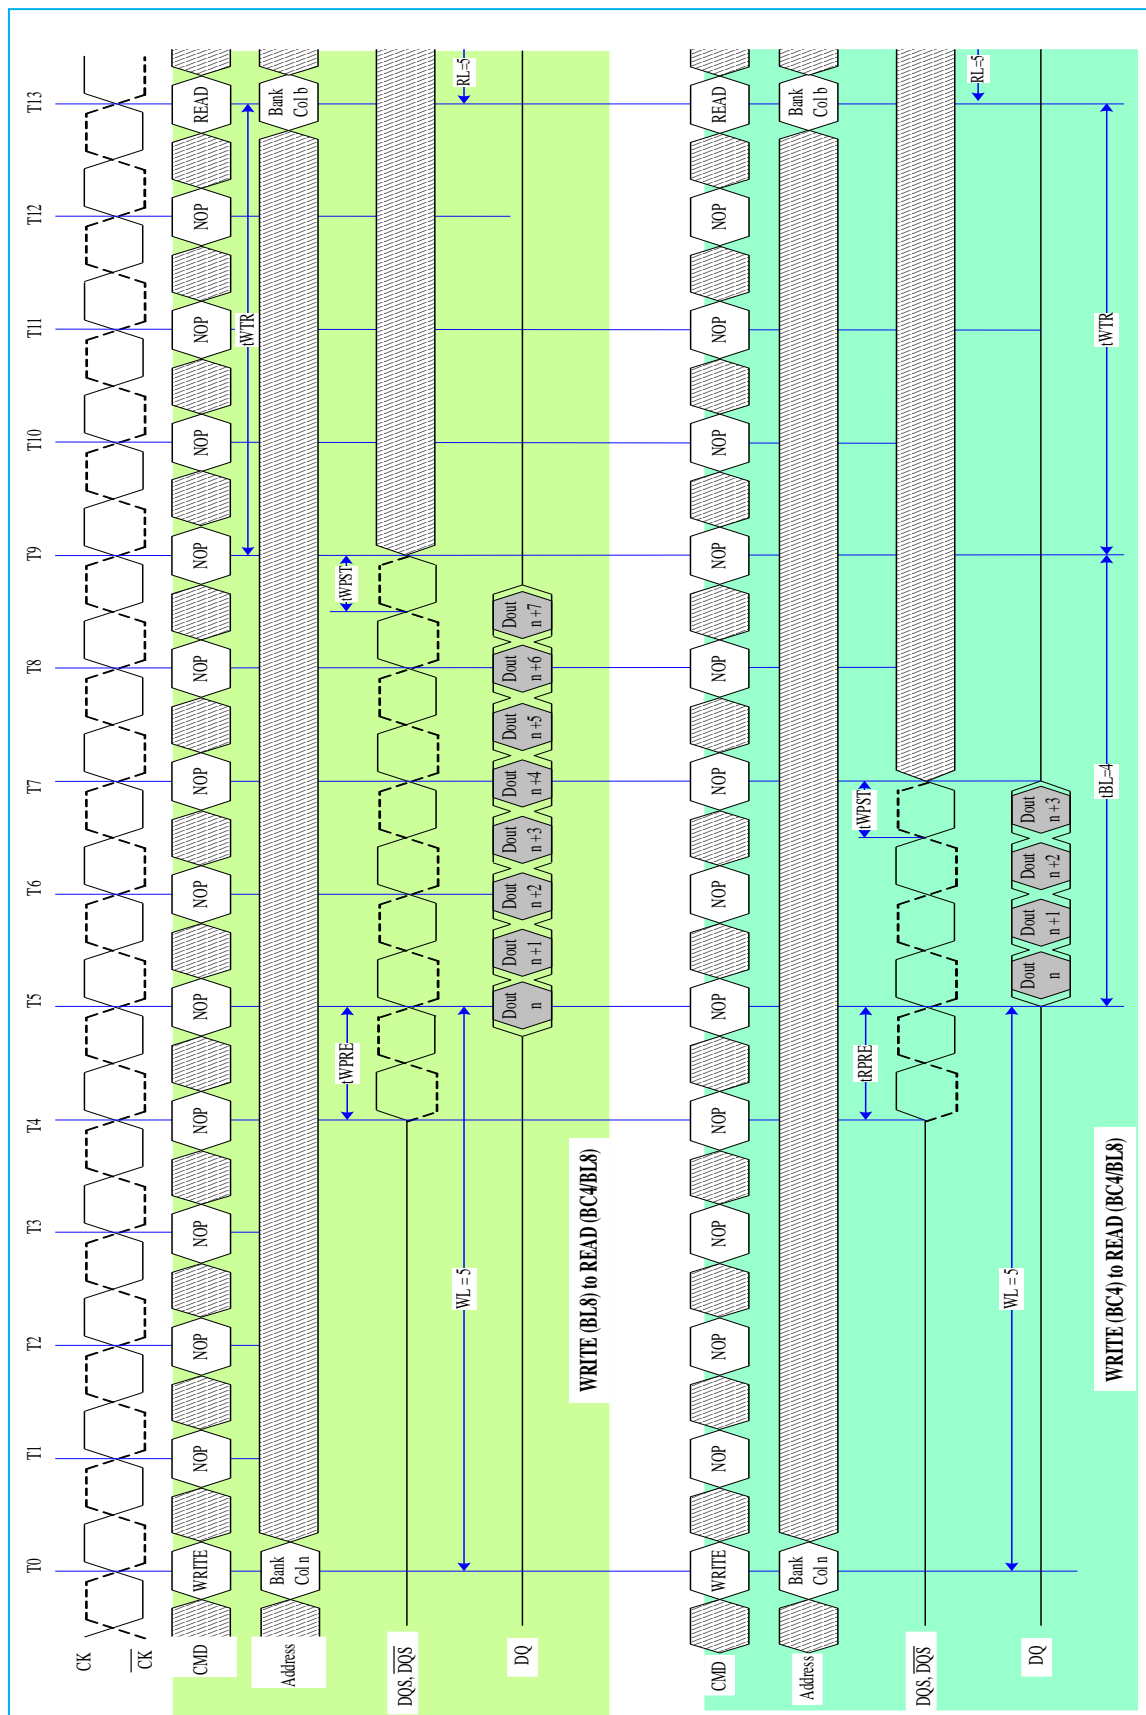 T0 T1 T2 T3 T4 T5 T6 T7 T8 T9 T10 T11 T12 T13
CK
CK
CMD WRITE NOP NOP NOP NOP NOP NOP NOP NOP NOP NOP NOP NOP READ
tWTR
Address Bank Col n Bank Col b
tWPRE tWPST
DQS, DQS
WL = 5 RL=5
DQ Dout n Dout n+1 Dout n+2 Dout n+3 Dout n+4 Dout n+5 Dout n+6 Dout n+7
WRITE (BL8) to READ (BC4/BL8)
CMD WRITE NOP NOP NOP NOP NOP NOP NOP NOP NOP NOP NOP NOP READ
Address Bank Col n Bank Col b
tRPRE tWPST
DQS, DQS
WL = 5 RL=5
DQ Dout n Dout n+1 Dout n+2 Dout n+3
tBL=4 tWTR
WRITE (BC4) to READ (BC4/BL8)